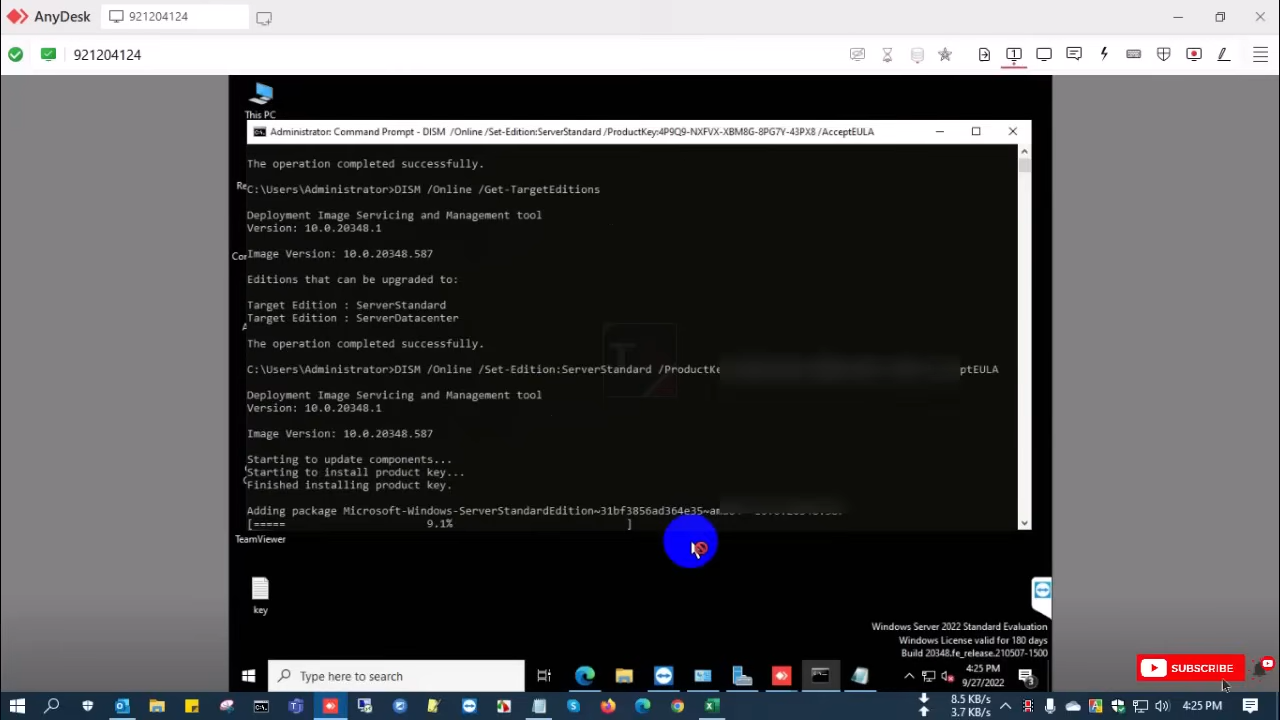 AnyDesk
921204124
921204124
This PC
Administrator: Command Prompt - DISM /Online /Set-Edition:ServerStandard /ProductKey:4P9Q9-NXFVX-XBM8G-8PG7Y-43PX8 /AcceptEULA
The operation completed successfully.
C:\Users\Administrator>DISM /Online /Get-TargetEditions
Deployment Image Servicing and Management tool
Version: 10.0.20348.1
Image Version: 10.0.20348.587
Editions that can be upgraded to:
Target Edition : ServerStandard
Target Edition : ServerDatacenter
The operation completed successfully.
C:\Users\Administrator>DISM /Online /Set-Edition:ServerStandard /ProductKe ptEULA
Deployment Image Servicing and Management tool
Version: 10.0.20348.1
Image Version: 10.0.20348.587
Starting to update components...
Starting to install product key...
Finished installing product key.
Adding package Microsoft-Windows-ServerStandardEdition~31bf3856ad364e35~
[===== 9.1% ]
TeamViewer
key
Windows Server 2022 Standard Evaluation
Windows License valid for 180 days
Build 20348.fe_release.210507-1500
Type here to search
4:25 PM
9/27/2022
3
SUBSCRIBE
8.5 KB/s
3.7 KB/s
4:25 PM